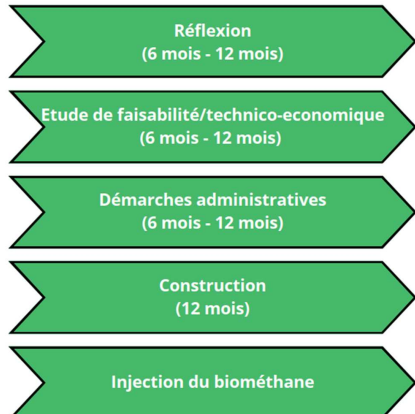 Réflexion
(6 mois - 12 mois)
Etude de faisabilité/technico-economique
(6 mois - 12 mois)
Démarches administratives
(6 mois - 12 mois)
Construction
(12 mois)
Injection du biométhane